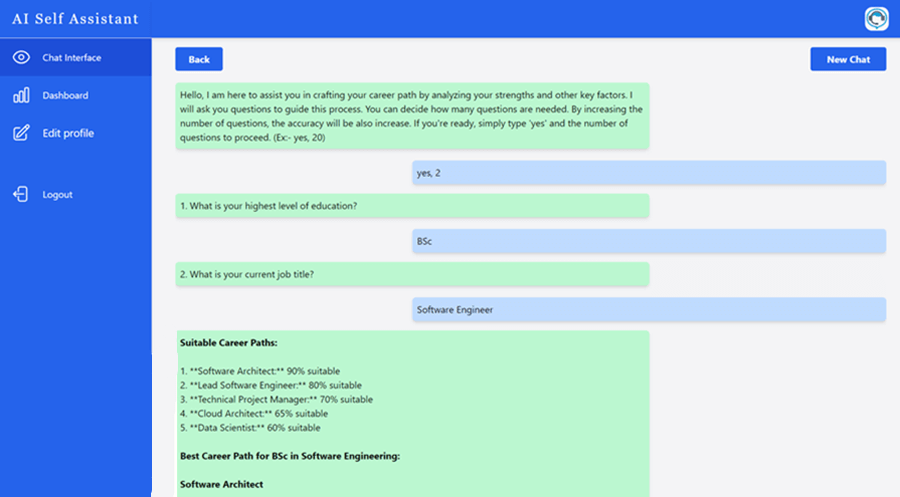 AI Self Assistant
Chat Interface
Dashboard
Edit profile
Logout
Back
New Chat
Hello, I am here to assist you in crafting your career path by analyzing your strengths and other key factors. I
will ask you questions to guide this process. You can decide how many questions are needed. By increasing the
number of questions, the accuracy will be also increase. If you're ready, simply type 'yes' and the number of
questions to proceed. (Ex:- yes, 20)
yes, 2
1. What is your highest level of education?
BSc
2. What is your current job title?
Software Engineer
Suitable Career Paths:
1. **Software Architect:** 90% suitable
2. **Lead Software Engineer:** 80% suitable
3. **Technical Project Manager:** 70% suitable
4. **Cloud Architect:** 65% suitable
5. **Data Scientist:** 60% suitable
Best Career Path for BSc in Software Engineering:
Software Architect